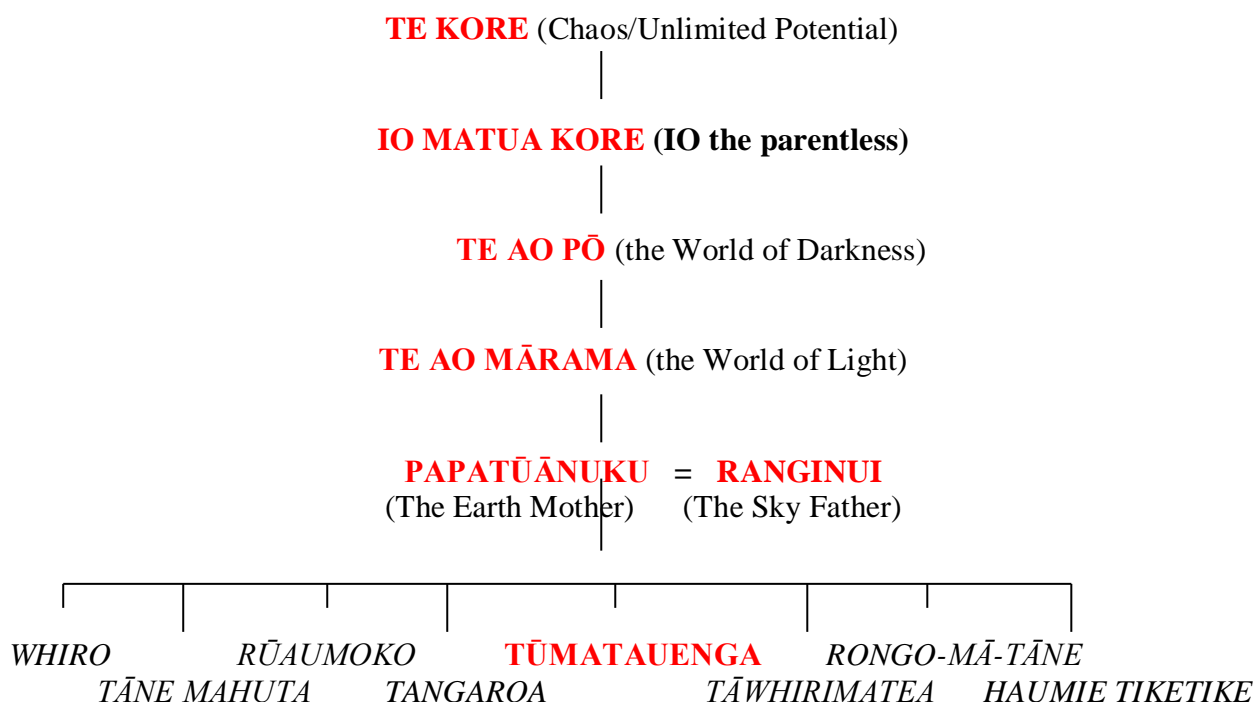 TE KORE (Chaos/Unlimited Potential)
IO MATUA KORE (IO the parentless)
TE AO PŌ (the World of Darkness)
TE AO MĀRAMA (the World of Light)
PAPATŪĀNUKU = RANGINUI
(The Earth Mother) (The Sky Father)
WHIRO RŪAUMOKO TŪMATAUENGA RONGO-MĀ-TĀNE
TĀNE MAHUTA TANGAROA TĀWHIRIMATEA HAUMIE TIKETIKE